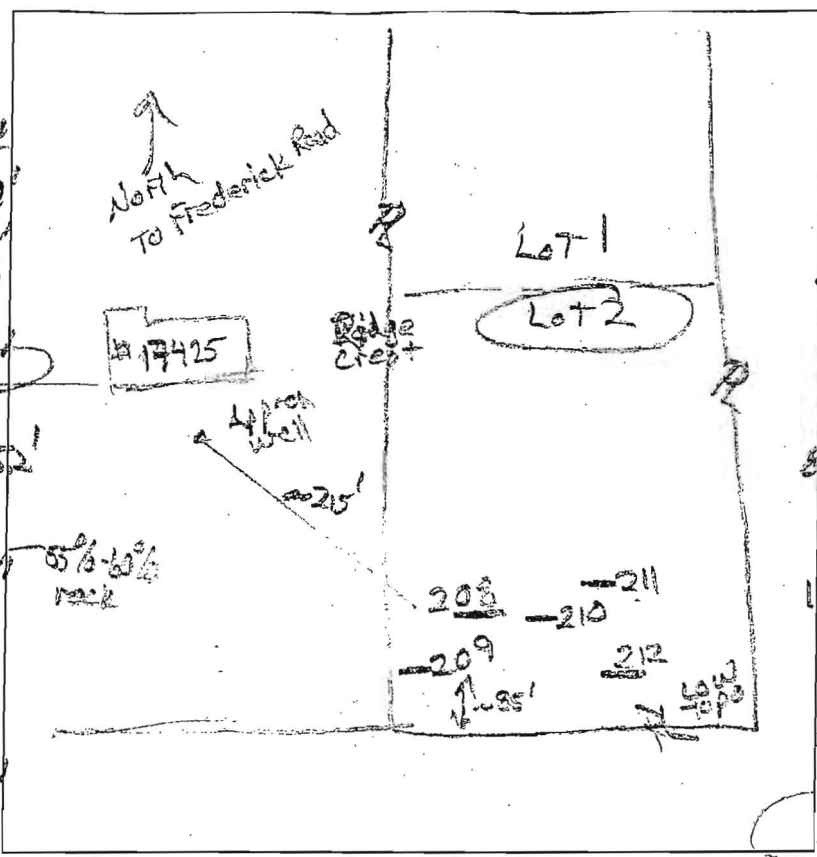 North
To Frederick Road
Lot 1
Lot 2
# 17425
Ridge
Crest
Approx
well
~215'
55%-60%
rock
208
209
210
211
212
~85'
Low
topo